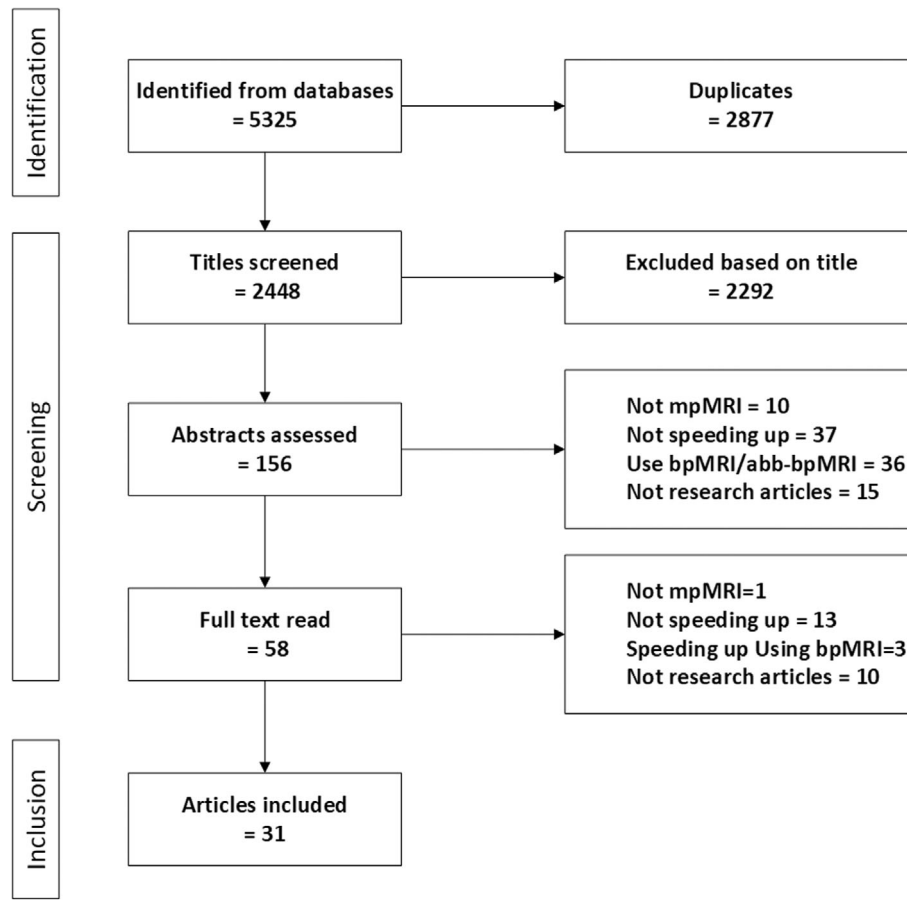 Identification
Identified from databases
= 5325
Duplicates
= 2877
Screening
Titles screened
= 2448
Excluded based on title
= 2292
Abstracts assessed
= 156
Not mpMRI = 10
Not speeding up = 37
Use bpMRI/abb-bpMRI = 36
Not research articles = 15
Full text read
= 58
Not mpMRI=1
Not speeding up = 13
Speeding up Using bpMRI=3
Not research articles = 10
Inclusion
Articles included
= 31